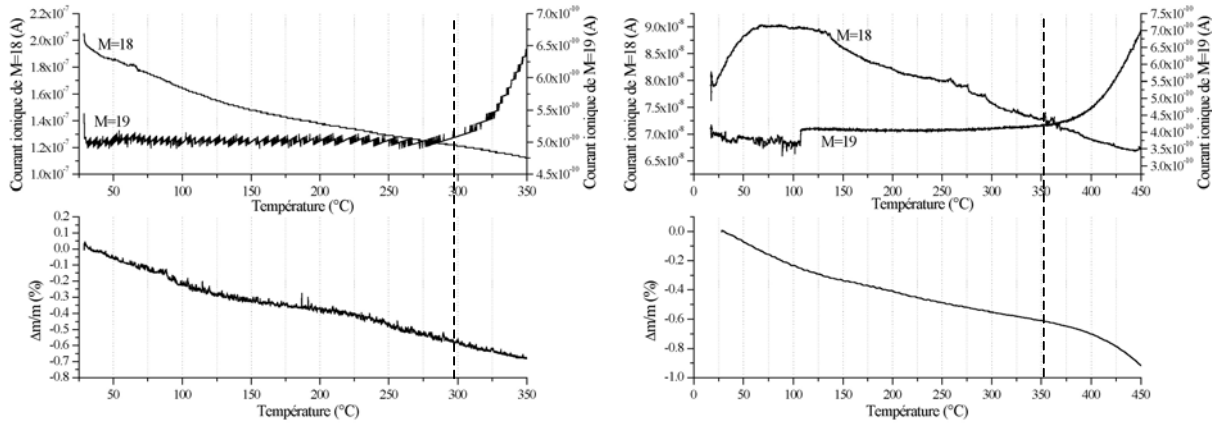 Courant ionique de M=18 (A)
2.2x10⁻⁷
2.0x10⁻⁷
1.8x10⁻⁷
1.6x10⁻⁷
1.4x10⁻⁷
1.2x10⁻⁷
1.0x10⁻⁷
M=18
M=19
7.0x10⁻¹⁰
6.5x10⁻¹⁰
6.0x10⁻¹⁰
5.5x10⁻¹⁰
5.0x10⁻¹⁰
4.5x10⁻¹⁰
Courant ionique de M=19 (A)
50 100 150 200 250 300 350
Température (°C)
Δm/m (%)
0.2
0.1
0.0
-0.1
-0.2
-0.3
-0.4
-0.5
-0.6
-0.7
-0.8
50 100 150 200 250 300 350
Température (°C)
Courant ionique de M=18 (A)
9.0x10⁻⁸
8.5x10⁻⁸
8.0x10⁻⁸
7.5x10⁻⁸
7.0x10⁻⁸
6.5x10⁻⁸
M=18
M=19
7.5x10⁻¹⁰
7.0x10⁻¹⁰
6.5x10⁻¹⁰
6.0x10⁻¹⁰
5.5x10⁻¹⁰
5.0x10⁻¹⁰
4.5x10⁻¹⁰
4.0x10⁻¹⁰
3.5x10⁻¹⁰
3.0x10⁻¹⁰
Courant ionique de M=19 (A)
0 50 100 150 200 250 300 350 400 450
Température (°C)
Δm/m (%)
0.0
-0.2
-0.4
-0.6
-0.8
-1.0
0 50 100 150 200 250 300 350 400 450
Température (°C)